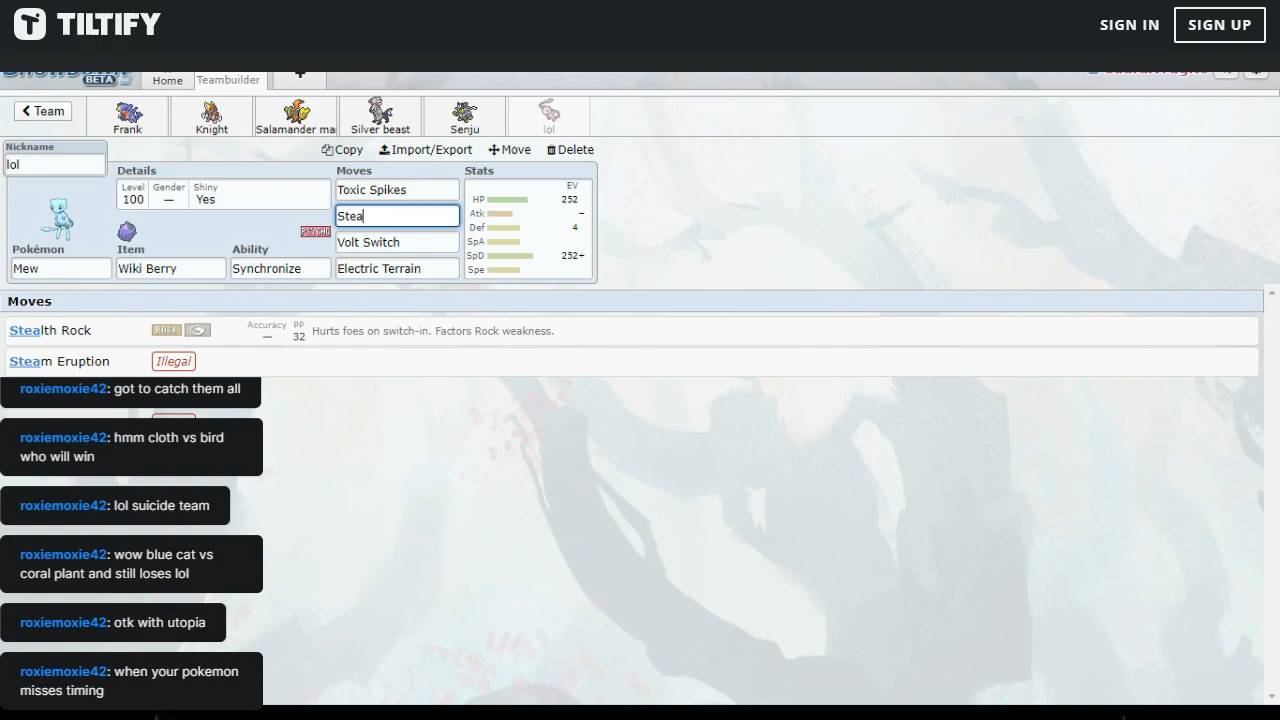 TILTIFY
SIGN IN
SIGN UP
BETA
Home
Teambuilder
Team
Frank
Knight
Salamander ma
Silver beast
Senju
lol
Nickname
lol
Copy
Import/Export
Move
Delete
Details
Moves
Stats
Level
Gender
Shiny
100
—
Yes
Toxic Spikes
Stea
Volt Switch
Electric Terrain
EV
HP 252
Atk –
Def 4
SpA
SpD 252+
Spe
PSYCHC
Pokémon
Item
Ability
Mew
Wiki Berry
Synchronize
Moves
Stealth Rock
ROCK
Accuracy
—
PP
32
Hurts foes on switch-in. Factors Rock weakness.
Steam Eruption
Illegal
roxiemoxie42: got to catch them all
roxiemoxie42: hmm cloth vs bird
who will win
roxiemoxie42: lol suicide team
roxiemoxie42: wow blue cat vs
coral plant and still loses lol
roxiemoxie42: otk with utopia
roxiemoxie42: when your pokemon
misses timing